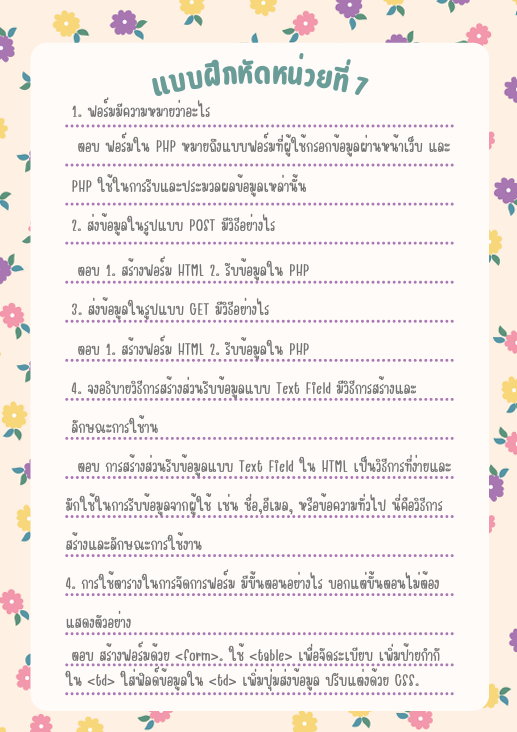 แบบฝึกหัดหน่วยที่ 7
1. ฟอร์มมีความหมายว่าอะไร
ตอบ ฟอร์มใน PHP หมายถึงแบบฟอร์มที่ผู้ใช้กรอกข้อมูลผ่านหน้าเว็บ และ
PHP ใช้ในการรับและประมวลผลข้อมูลเหล่านั้น
2. ส่งข้อมูลในรูปแบบ POST มีวิธีอย่างไร
ตอบ 1. สร้างฟอร์ม HTML 2. รับข้อมูลใน PHP
3. ส่งข้อมูลในรูปแบบ GET มีวิธีอย่างไร
ตอบ 1. สร้างฟอร์ม HTML 2. รับข้อมูลใน PHP
4. จงอธิบายวิธีการสร้างส่วนรับข้อมูลแบบ Text Field มีวิธีการสร้างและ
ลักษณะการใช้าน
ตอบ การสร้างส่วนรับข้อมูลแบบ Text Field ใน HTML เป็นวิธีการที่ง่ายและ
มักใช้ในการรับข้อมูลจากผู้ใช้ เช่น ชื่อ,อีเมล, หรือข้อความทั่วไป นี่คือวิธีการ
สร้างและลักษณะการใช้งาน
4. การใช้ตารางในการจัดการฟอร์ม มีขั้นตอนอย่างไร บอกแต่ขั้นตอนไม่ต้อง
แสดงตัวอย่าง
ตอบ สร้างฟอร์มด้วย <form>. ใช้ <table> เพื่อจัดระเบียบ เพิ่มป้ายกำกั
ใน <td> ใส่ฟิลด์ข้อมูลใน <td> เพิ่มปุ่มส่งข้อมูล ปรับแต่งด้วย CSS.